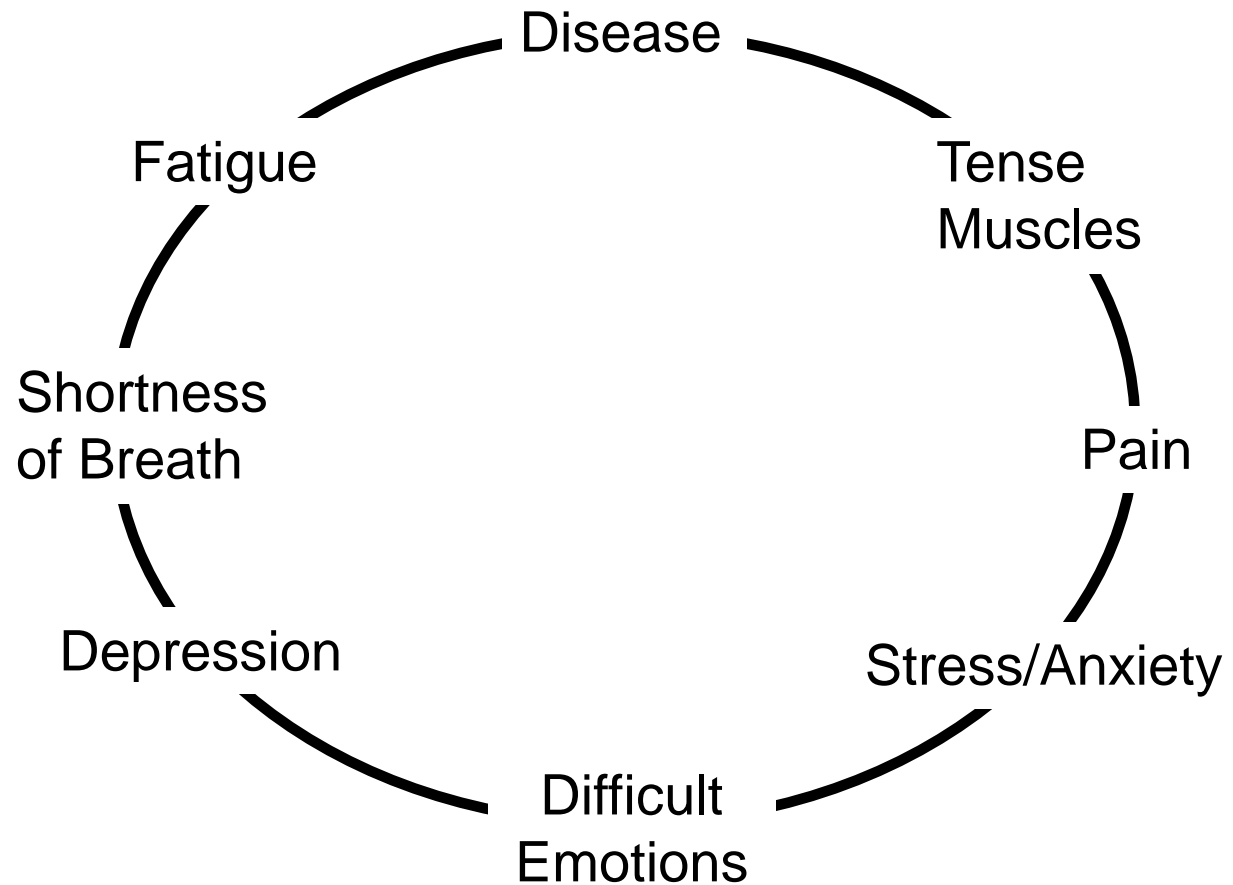 Disease
Fatigue
Tense
Muscles
Shortness
of Breath
Pain
Depression
Stress/Anxiety
Difficult
Emotions